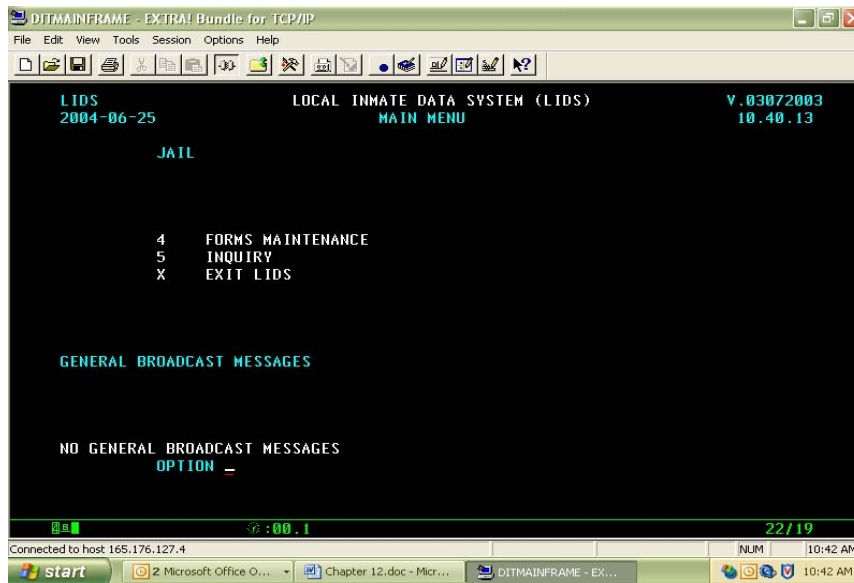 DITMAINFRAME - EXTRA! Bundle for TCP/IP
File Edit View Tools Session Options Help
LIDS LOCAL INMATE DATA SYSTEM (LIDS) V.03072003
2004-06-25 MAIN MENU 10.40.13
JAIL
4 FORMS MAINTENANCE
5 INQUIRY
X EXIT LIDS
GENERAL BROADCAST MESSAGES
NO GENERAL BROADCAST MESSAGES
OPTION _
:00.1 22/19
Connected to host 165.176.127.4 NUM 10:42 AM
start 2 Microsoft Office O... Chapter 12.doc - Micr... DITMAINFRAME - EX... 10:42 AM